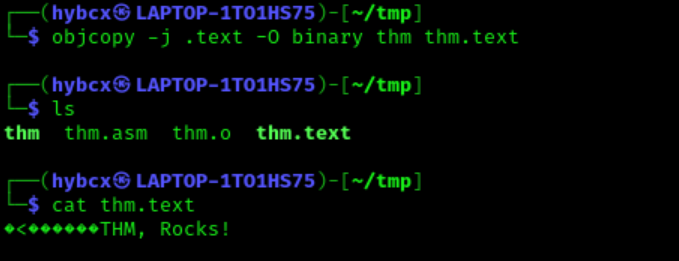 ┌──(hybcx㉿LAPTOP-1TO1HS75)-[~/tmp]
└─$ objcopy -j .text -O binary thm thm.text
┌──(hybcx㉿LAPTOP-1TO1HS75)-[~/tmp]
└─$ ls
thm thm.asm thm.o thm.text
┌──(hybcx㉿LAPTOP-1TO1HS75)-[~/tmp]
└─$ cat thm.text
�<������THM, Rocks!